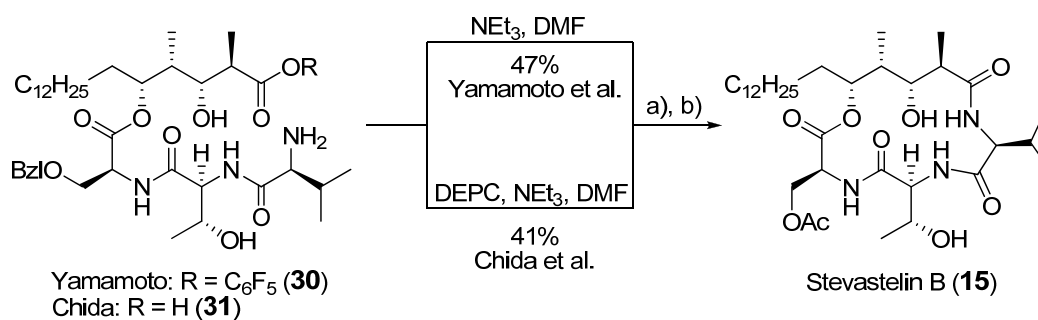 NEt₃, DMF
47%
Yamamoto et al.
a), b)
DEPC, NEt₃, DMF
41%
Chida et al.
C₁₂H₂₅
OR
O
OH
O
O
O
H
H
N
NH₂
BzlO
N
H
O
O
OH
C₁₂H₂₅
O
OH
N
H
O
O
O
H
H
N
N
H
O
O
OAc
OH
Yamamoto: R = C₆F₅ (30)
Chida: R = H (31)
Stevastelin B (15)